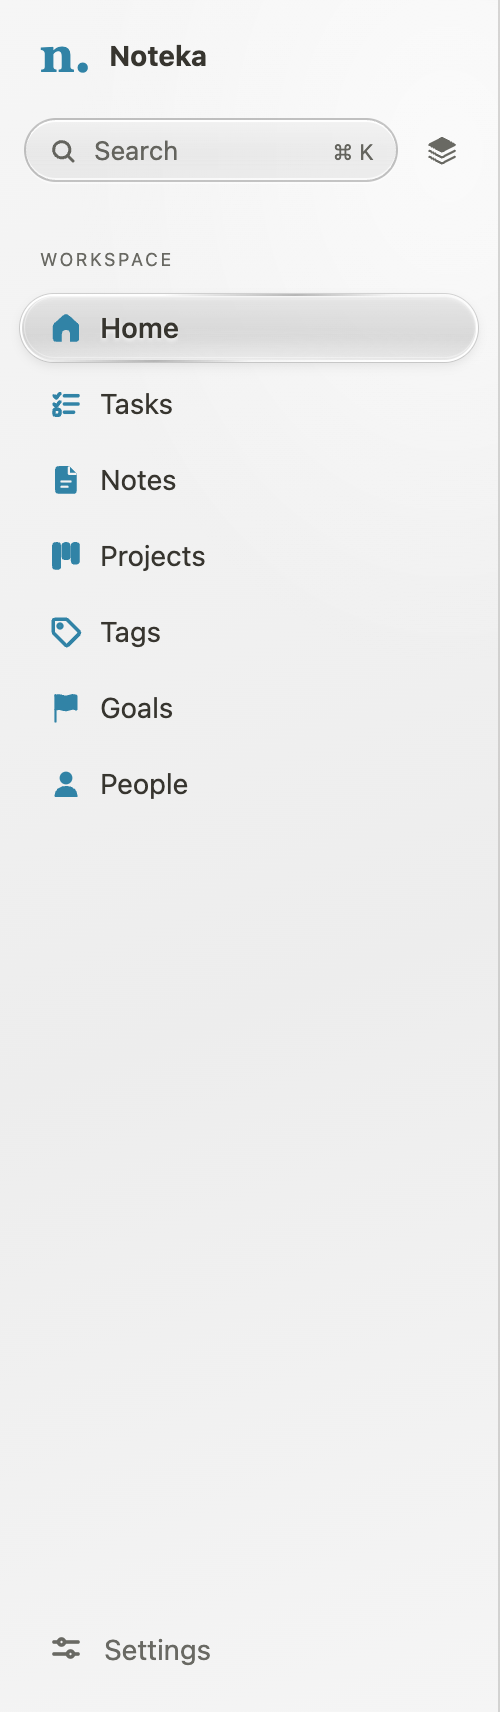 n. Noteka
Search ⌘ K
WORKSPACE
Home
Tasks
Notes
Projects
Tags
Goals
People
Settings